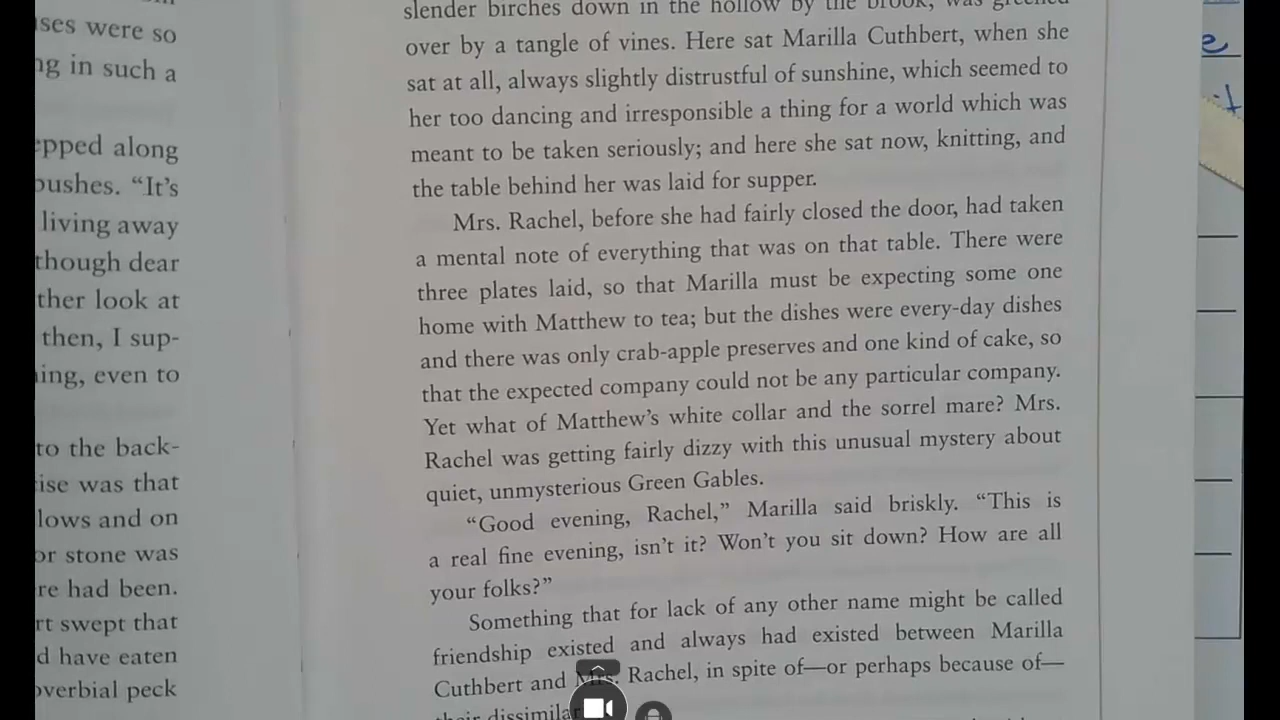 ses were so
ng in such a
pped along
ushes. "It's
living away
though dear
ther look at
then, I sup-
ing, even to
to the back-
ise was that
lows and on
or stone was
re had been.
rt swept that
d have eaten
overbial peck
slender birches down in the hollow by the brook, was greened
over by a tangle of vines. Here sat Marilla Cuthbert, when she
sat at all, always slightly distrustful of sunshine, which seemed to
her too dancing and irresponsible a thing for a world which was
meant to be taken seriously; and here she sat now, knitting, and
the table behind her was laid for supper.
Mrs. Rachel, before she had fairly closed the door, had taken
a mental note of everything that was on that table. There were
three plates laid, so that Marilla must be expecting some one
home with Matthew to tea; but the dishes were every-day dishes
and there was only crab-apple preserves and one kind of cake, so
that the expected company could not be any particular company.
Yet what of Matthew's white collar and the sorrel mare? Mrs.
Rachel was getting fairly dizzy with this unusual mystery about
quiet, unmysterious Green Gables.
"Good evening, Rachel," Marilla said briskly. "This is
a real fine evening, isn't it? Won't you sit down? How are all
your folks?"
Something that for lack of any other name might be called
friendship existed and always had existed between Marilla
Cuthbert and Mrs. Rachel, in spite of—or perhaps because of—
their dissimilar